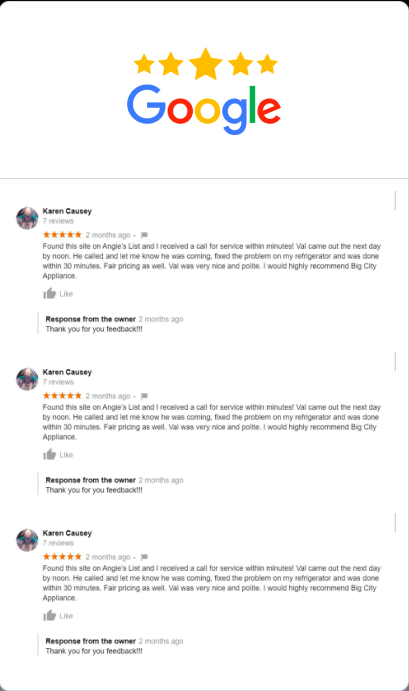 Google
Karen Causey
7 reviews
2 months ago -
Found this site on Angie's List and I received a call for service within minutes! Val came out the next day
by noon. He called and let me know he was coming, fixed the problem on my refrigerator and was done
within 30 minutes. Fair pricing as well. Val was very nice and polite. I would highly recommend Big City
Appliance.
Like
Response from the owner 2 months ago
Thank you for you feedback!!!
Karen Causey
7 reviews
2 months ago -
Found this site on Angie's List and I received a call for service within minutes! Val came out the next day
by noon. He called and let me know he was coming, fixed the problem on my refrigerator and was done
within 30 minutes. Fair pricing as well. Val was very nice and polite. I would highly recommend Big City
Appliance.
Like
Response from the owner 2 months ago
Thank you for you feedback!!!
Karen Causey
7 reviews
2 months ago -
Found this site on Angie's List and I received a call for service within minutes! Val came out the next day
by noon. He called and let me know he was coming, fixed the problem on my refrigerator and was done
within 30 minutes. Fair pricing as well. Val was very nice and polite. I would highly recommend Big City
Appliance.
Like
Response from the owner 2 months ago
Thank you for you feedback!!!